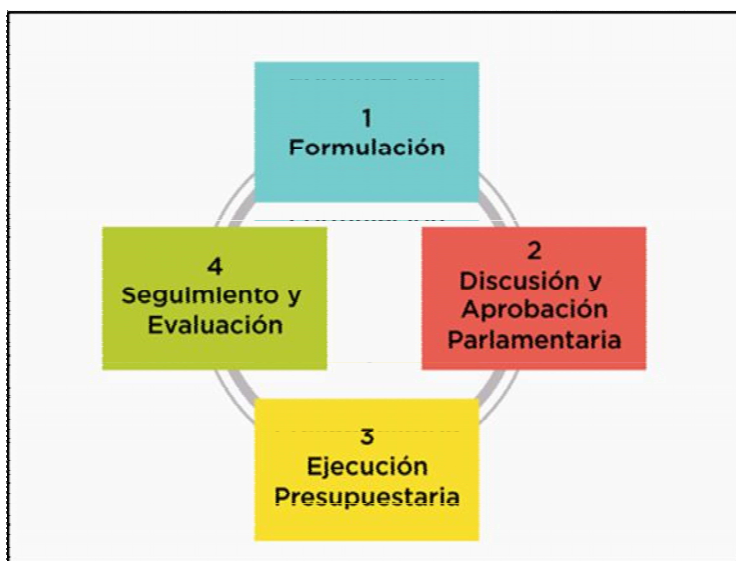 1
Formulación
2
Discusión y
Aprobación
Parlamentaria
3
Ejecución
Presupuestaria
4
Seguimiento y
Evaluación